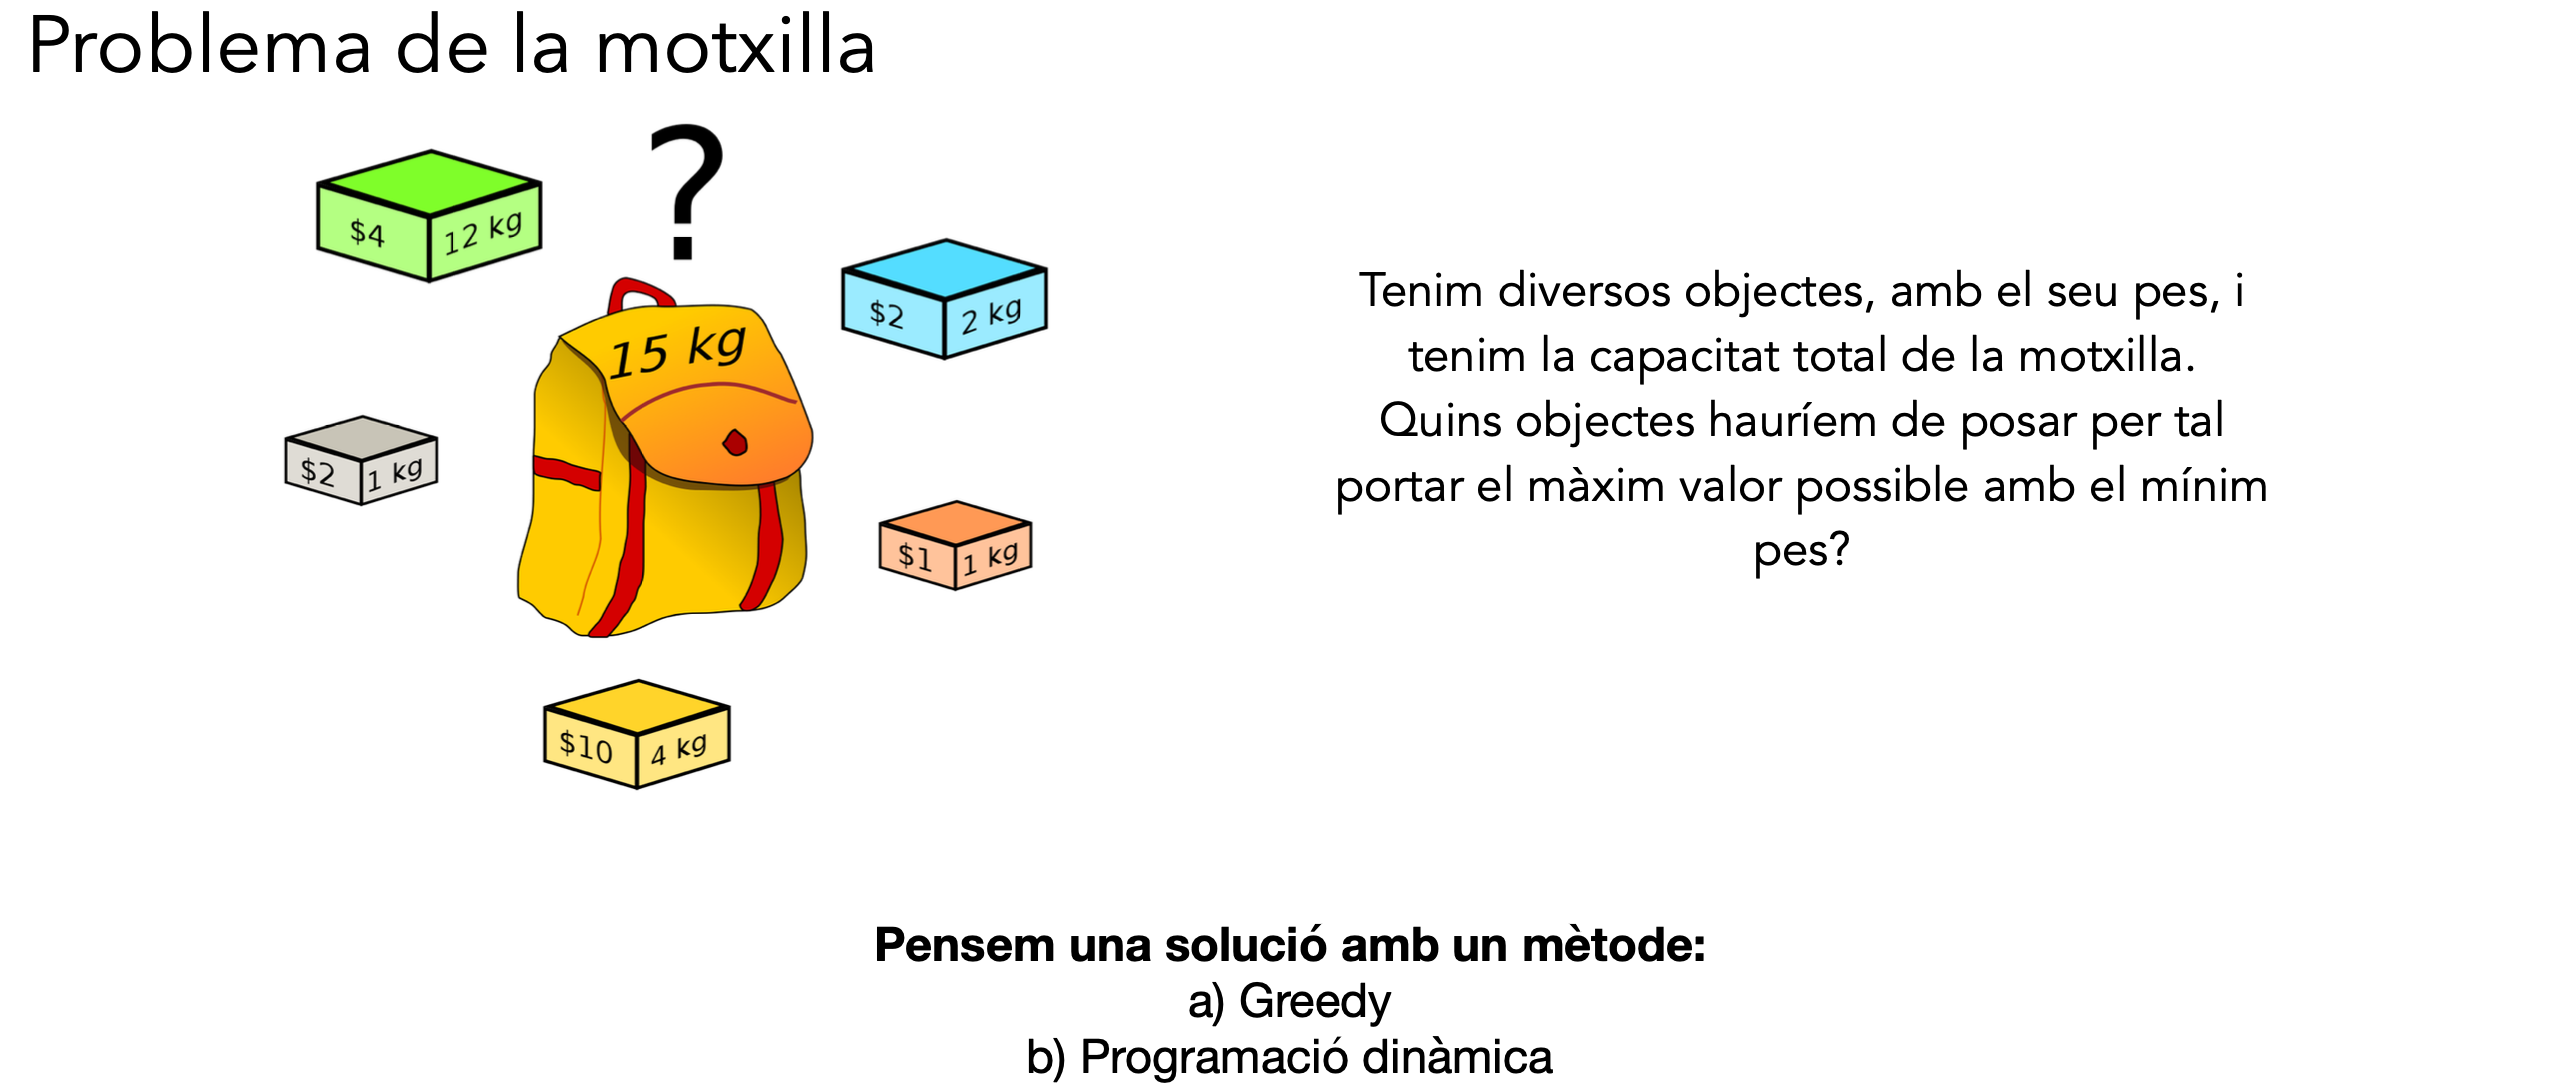 Problema de la motxilla
?
$4 12 kg
$2 2 kg
15 kg
$2 1 kg
$1 1 kg
$10 4 kg
Tenim diversos objectes, amb el seu pes, i
tenim la capacitat total de la motxilla.
Quins objectes hauríem de posar per tal
portar el màxim valor possible amb el mínim
pes?
Pensem una solució amb un mètode:
a) Greedy
b) Programació dinàmica